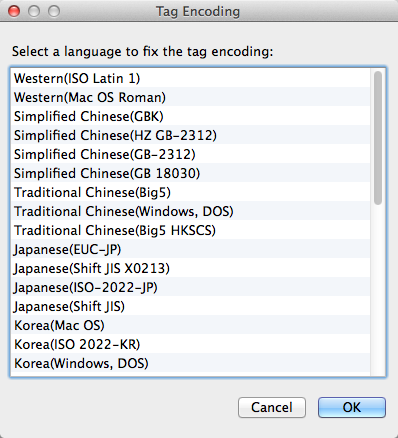 Tag Encoding
Select a language to fix the tag encoding:
Western(ISO Latin 1)
Western(Mac OS Roman)
Simplified Chinese(GBK)
Simplified Chinese(HZ GB-2312)
Simplified Chinese(GB-2312)
Simplified Chinese(GB 18030)
Traditional Chinese(Big5)
Traditional Chinese(Windows, DOS)
Traditional Chinese(Big5 HKSCS)
Japanese(EUC-JP)
Japanese(Shift JIS X0213)
Japanese(ISO-2022-JP)
Japanese(Shift JIS)
Korea(Mac OS)
Korea(ISO 2022-KR)
Korea(Windows, DOS)
Cancel OK